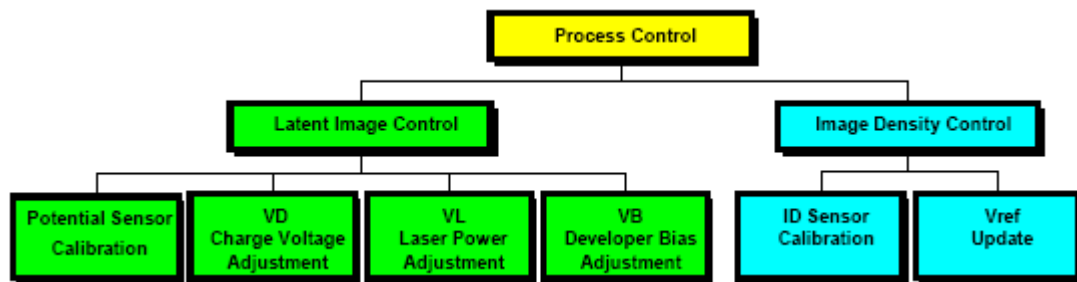 Process Control
Latent Image Control
Image Density Control
Potential Sensor
Calibration
VD
Charge Voltage
Adjustment
VL
Laser Power
Adjustment
VB
Developer Bias
Adjustment
ID Sensor
Calibration
Vref
Update